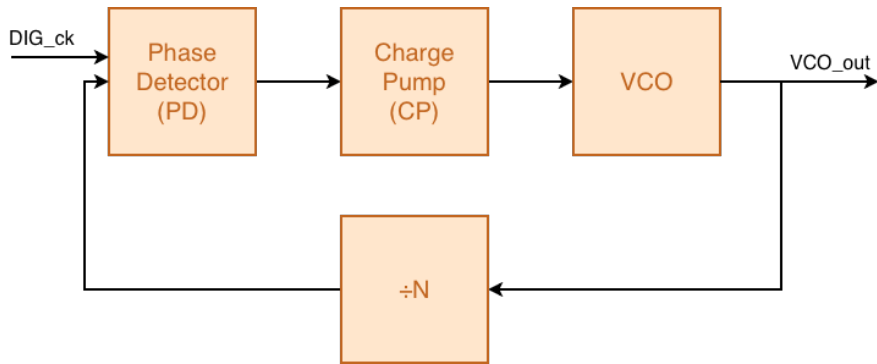 DIG_ck
Phase
Detector
(PD)
Charge
Pump
(CP)
VCO
VCO_out
÷N